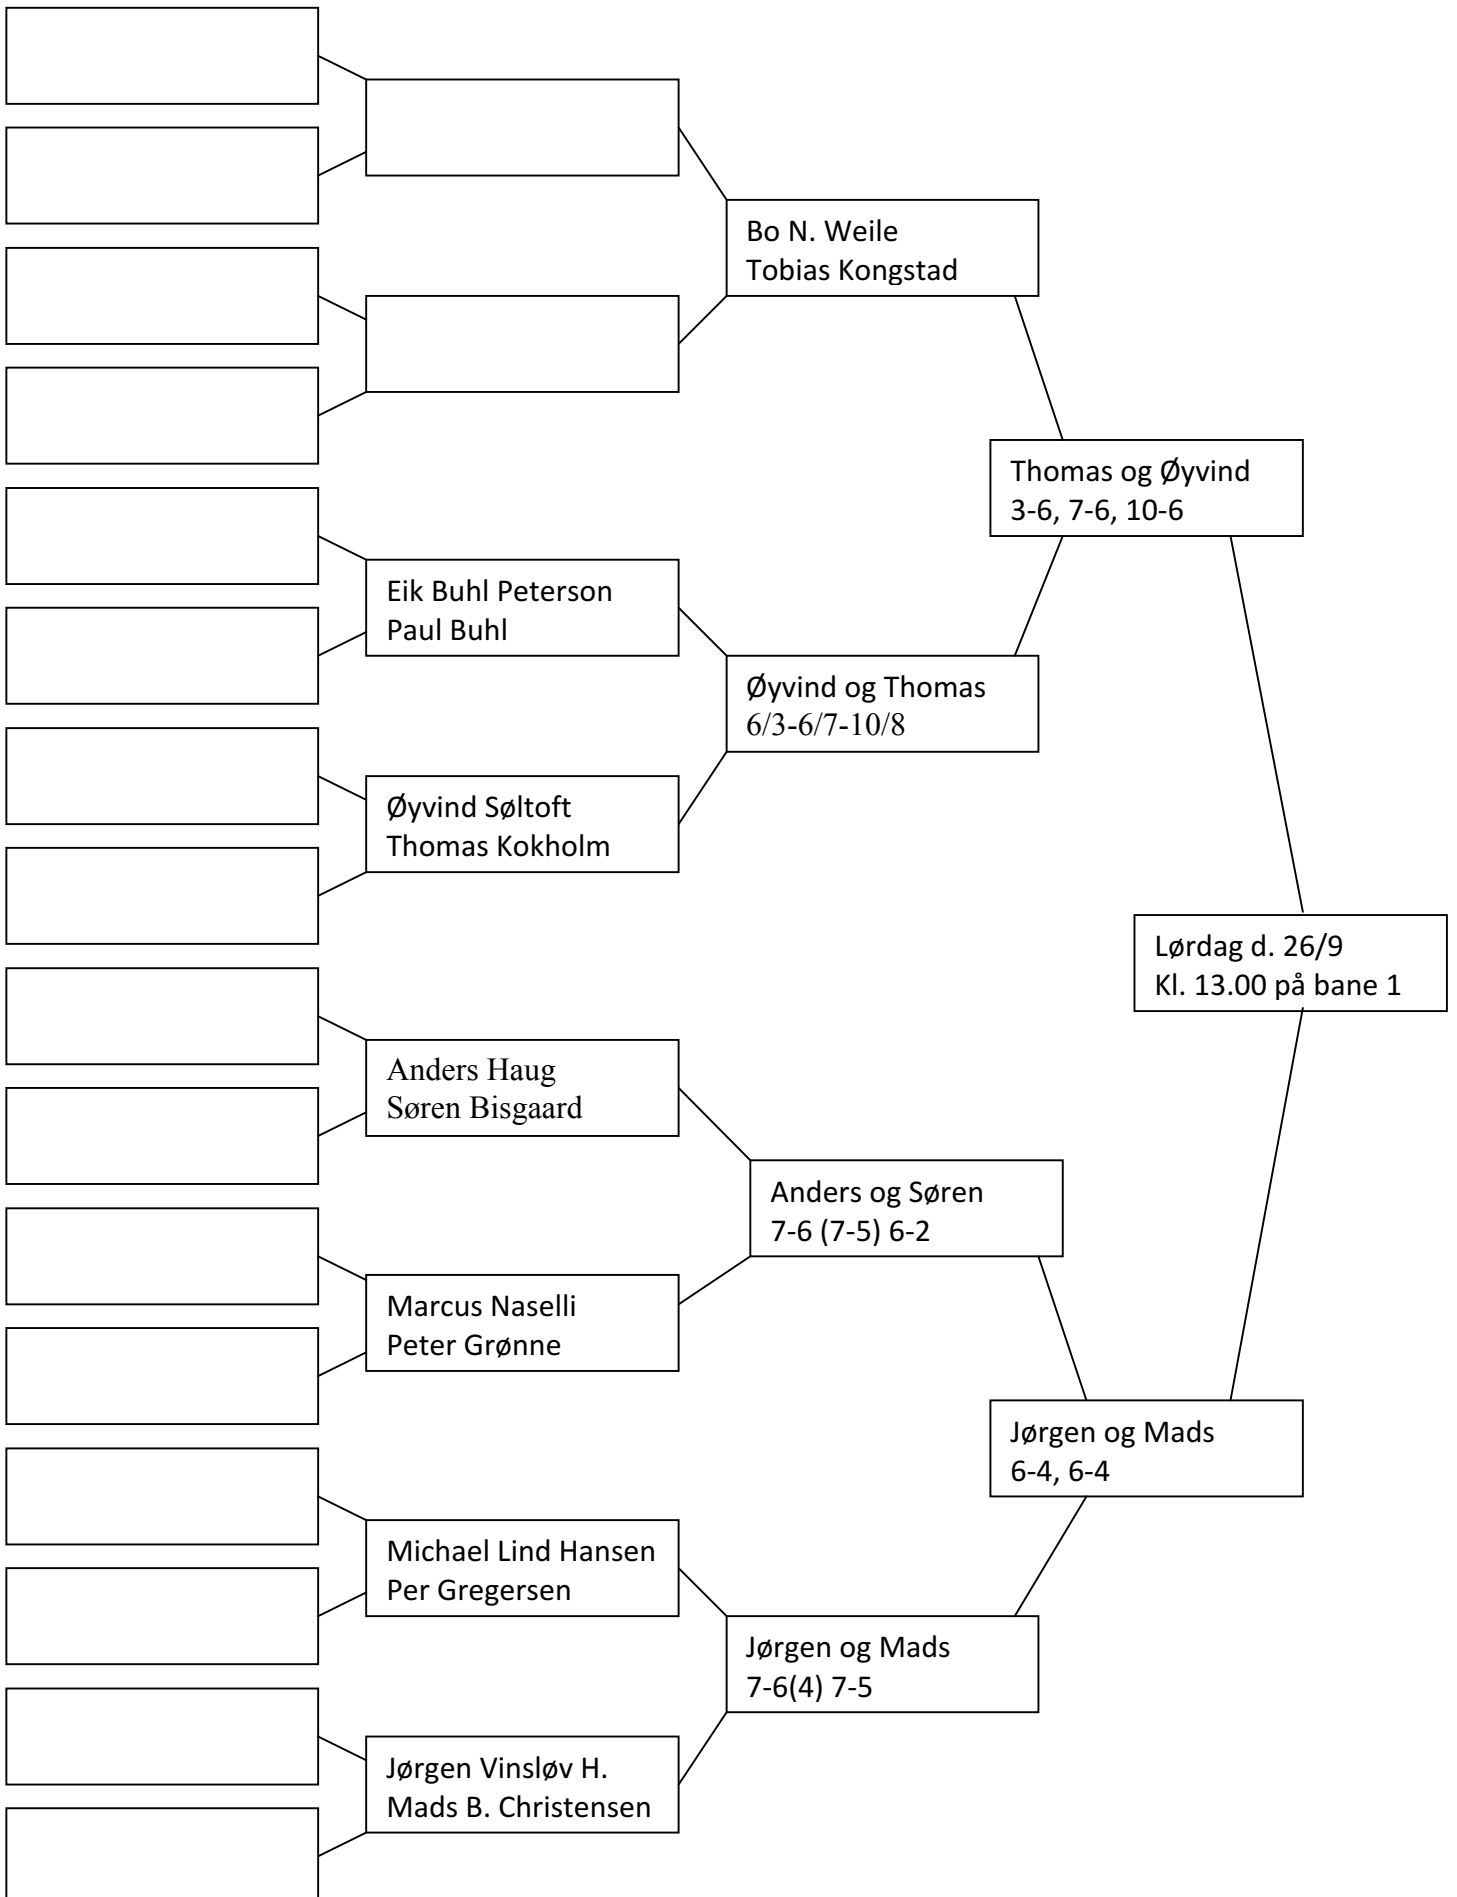 Bo N. Weile
Tobias Kongstad
Thomas og Øyvind
3-6, 7-6, 10-6
Eik Buhl Peterson
Paul Buhl
Øyvind og Thomas
6/3-6/7-10/8
Øyvind Søltoft
Thomas Kokholm
Lørdag d. 26/9
Kl. 13.00 på bane 1
Anders Haug
Søren Bisgaard
Anders og Søren
7-6 (7-5) 6-2
Marcus Naselli
Peter Grønne
Jørgen og Mads
6-4, 6-4
Michael Lind Hansen
Per Gregersen
Jørgen og Mads
7-6(4) 7-5
Jørgen Vinsløv H.
Mads B. Christensen